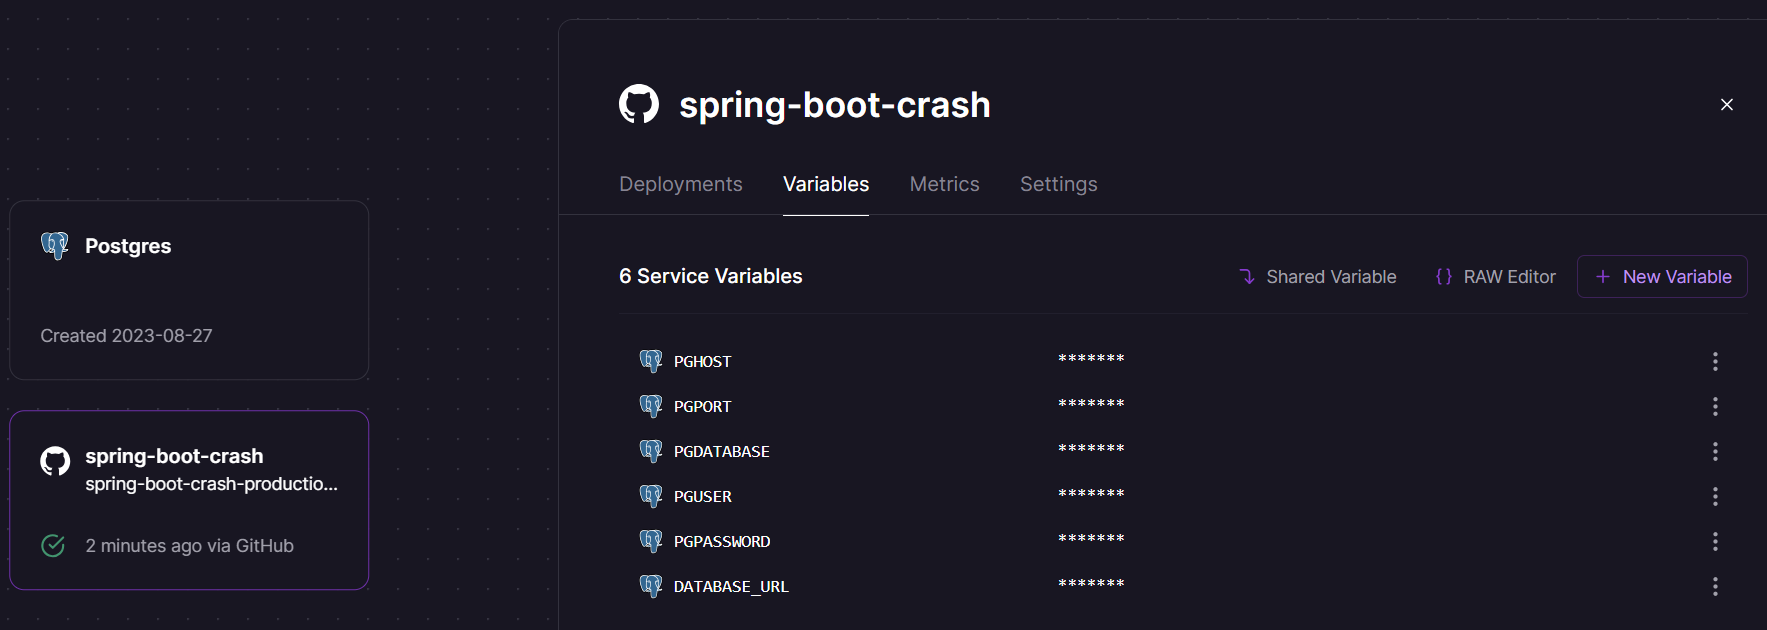 Postgres
Created 2023-08-27
spring-boot-crash
spring-boot-crash-productio...
2 minutes ago via GitHub
spring-boot-crash
Deployments Variables Metrics Settings
6 Service Variables Shared Variable {} RAW Editor + New Variable
PGHOST *******
PGPORT *******
PGDATABASE *******
PGUSER *******
PGPASSWORD *******
DATABASE_URL *******